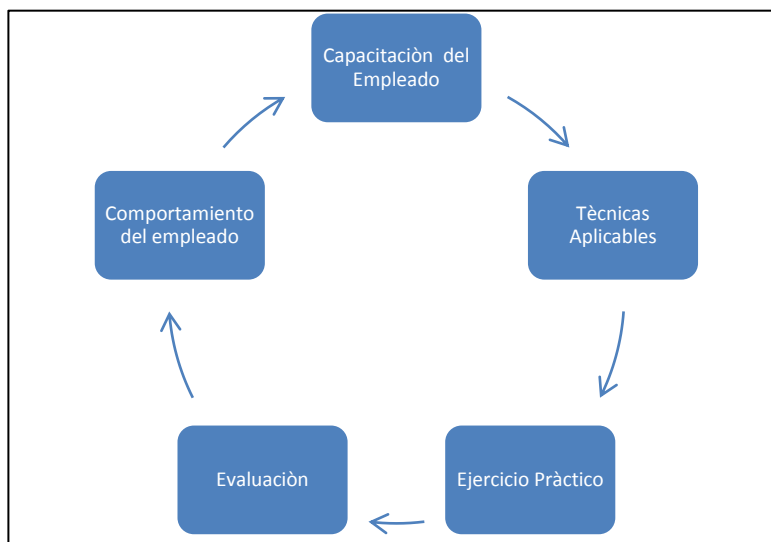 Capacitaciòn del
Empleado
Tècnicas
Aplicables
Ejercicio Pràctico
Evaluaciòn
Comportamiento
del empleado